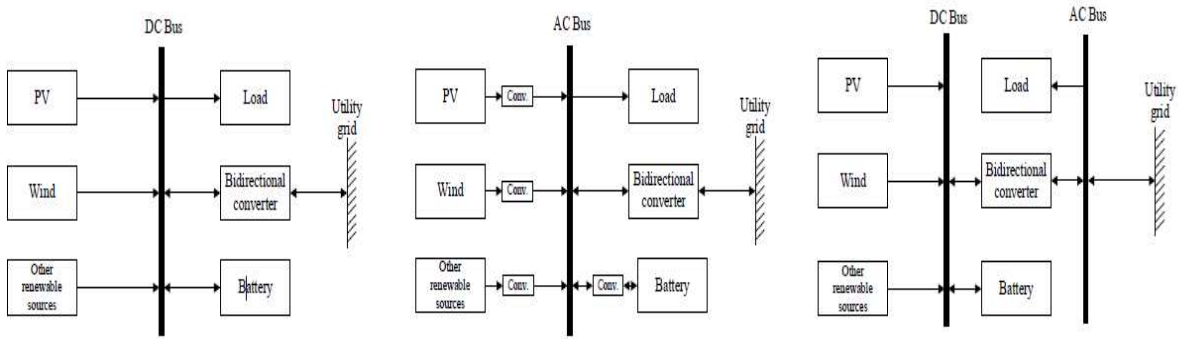 DC Bus
PV
Load
Utility
grid
Wind
Bidirectional
converter
Other
renewable
sources
Battery
AC Bus
PV
Conv.
Load
Utility
grid
Wind
Conv.
Bidirectional
converter
Other
renewable
sources
Conv.
Conv.
Battery
DC Bus
AC Bus
PV
Load
Utility
grid
Wind
Bidirectional
converter
Other
renewable
sources
Battery